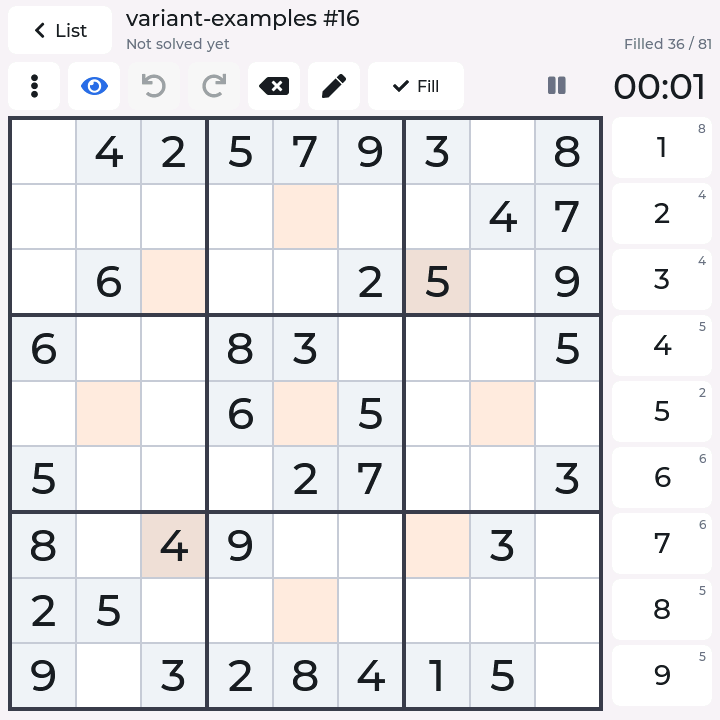 List
variant-examples #16
Not solved yet
Filled 36 / 81
Fill
00:01
4 2 5 7 9 3 8
4 7
6 2 5 9
6 8 3 5
6 5
5 2 7 3
8 4 9 3
2 5
9 3 2 8 4 1 5
1 8
2 4
3 4
4 5
5 2
6 6
7 6
8 5
9 5